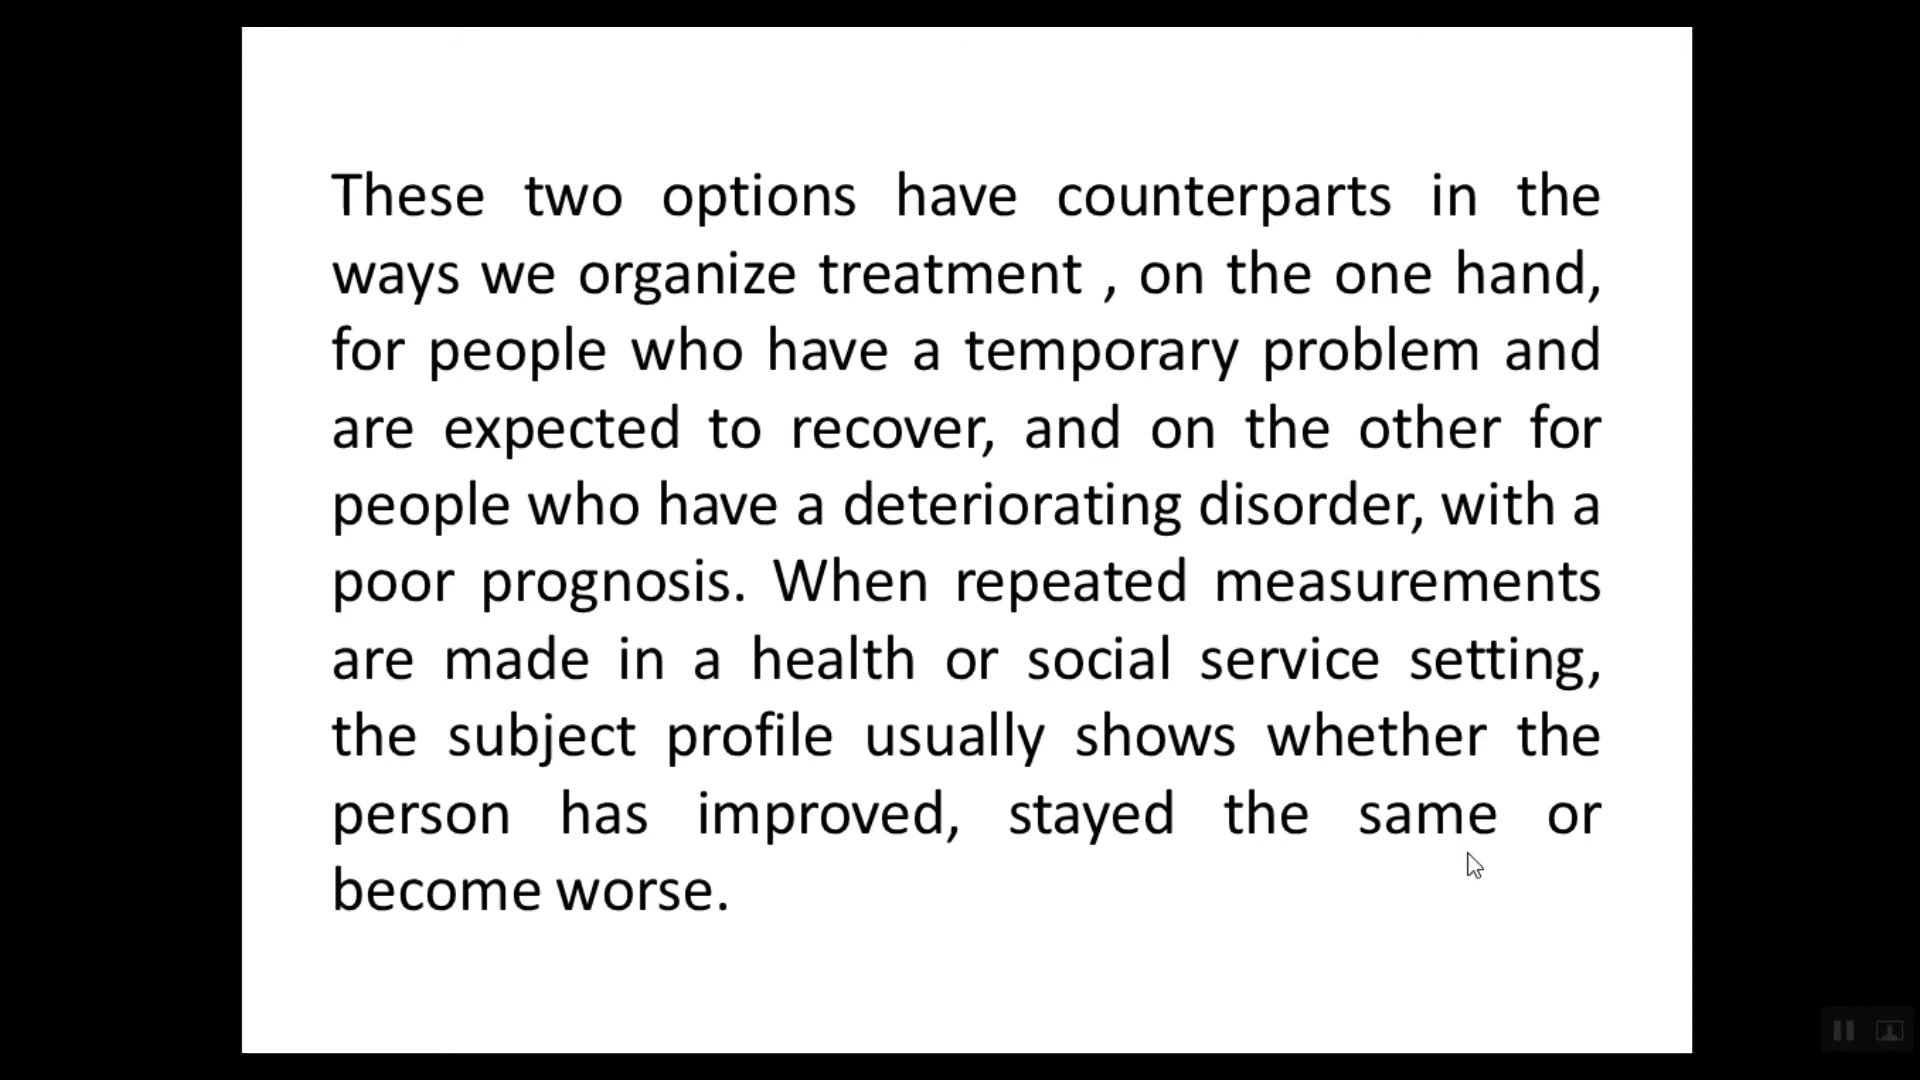 These two options have counterparts in the
ways we organize treatment , on the one hand,
for people who have a temporary problem and
are expected to recover, and on the other for
people who have a deteriorating disorder, with a
poor prognosis. When repeated measurements
are made in a health or social service setting,
the subject profile usually shows whether the
person has improved, stayed the same or
become worse.